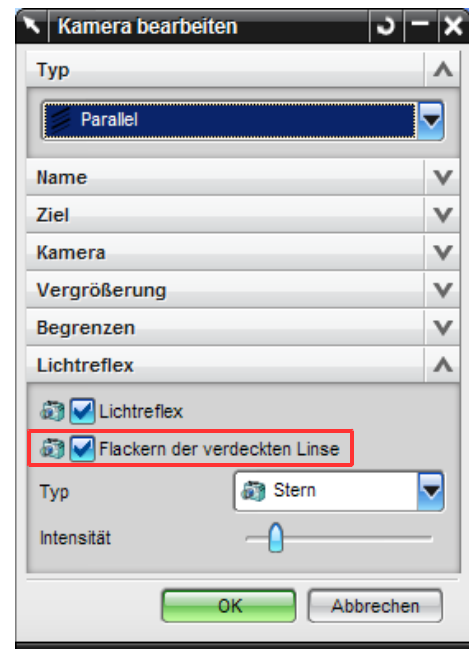 Kamera bearbeiten
Typ
Parallel
Name
Ziel
Kamera
Vergrößerung
Begrenzen
Lichtreflex
Lichtreflex
Flackern der verdeckten Linse
Typ Stern
Intensität
OK Abbrechen